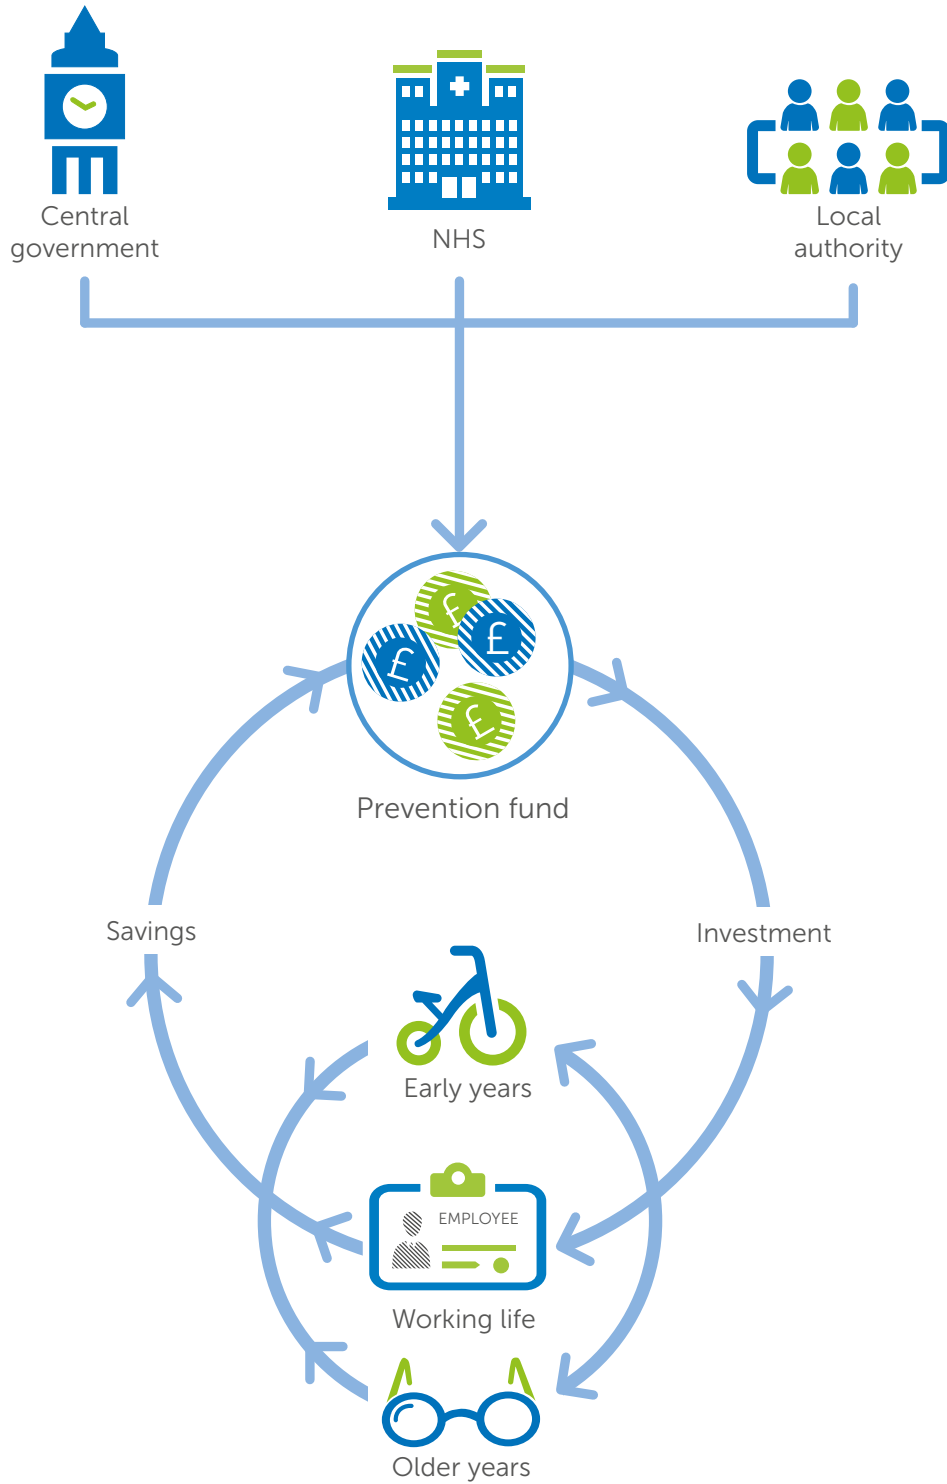 Central
government
NHS
Local
authority
£
£
£
£
Prevention fund
Savings
Investment
Early years
EMPLOYEE
Working life
Older years